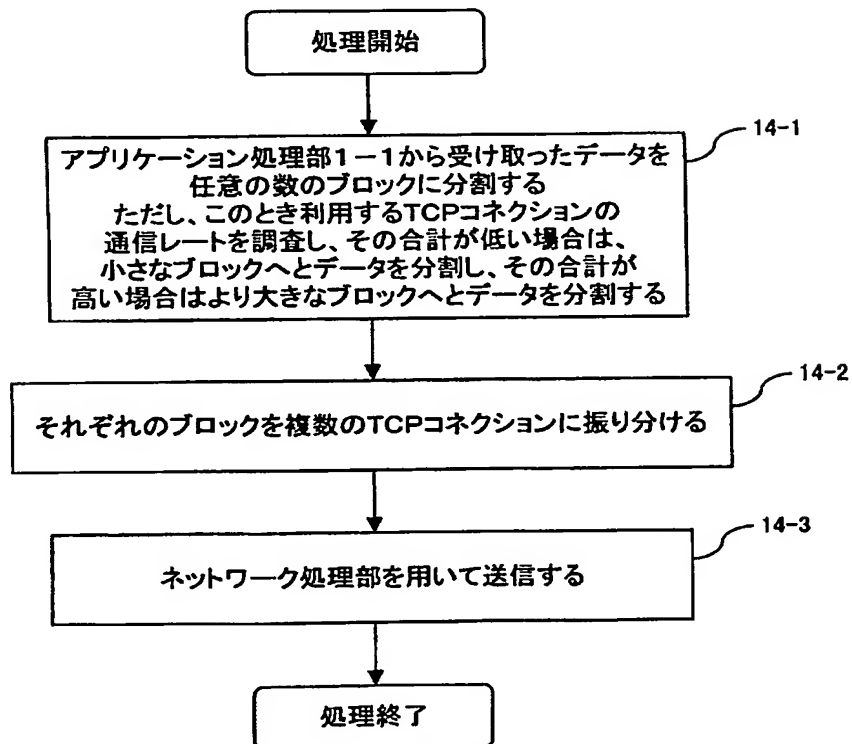 処理開始
14-1
アプリケーション処理部1-1から受け取ったデータを
任意の数のブロックに分割する
ただし、このとき利用するTCPコネクションの
通信レートを調査し、その合計が低い場合は、
小さなブロックへとデータを分割し、その合計が
高い場合はより大きなブロックへとデータを分割する
14-2
それぞれのブロックを複数のTCPコネクションに振り分ける
14-3
ネットワーク処理部を用いて送信する
処理終了